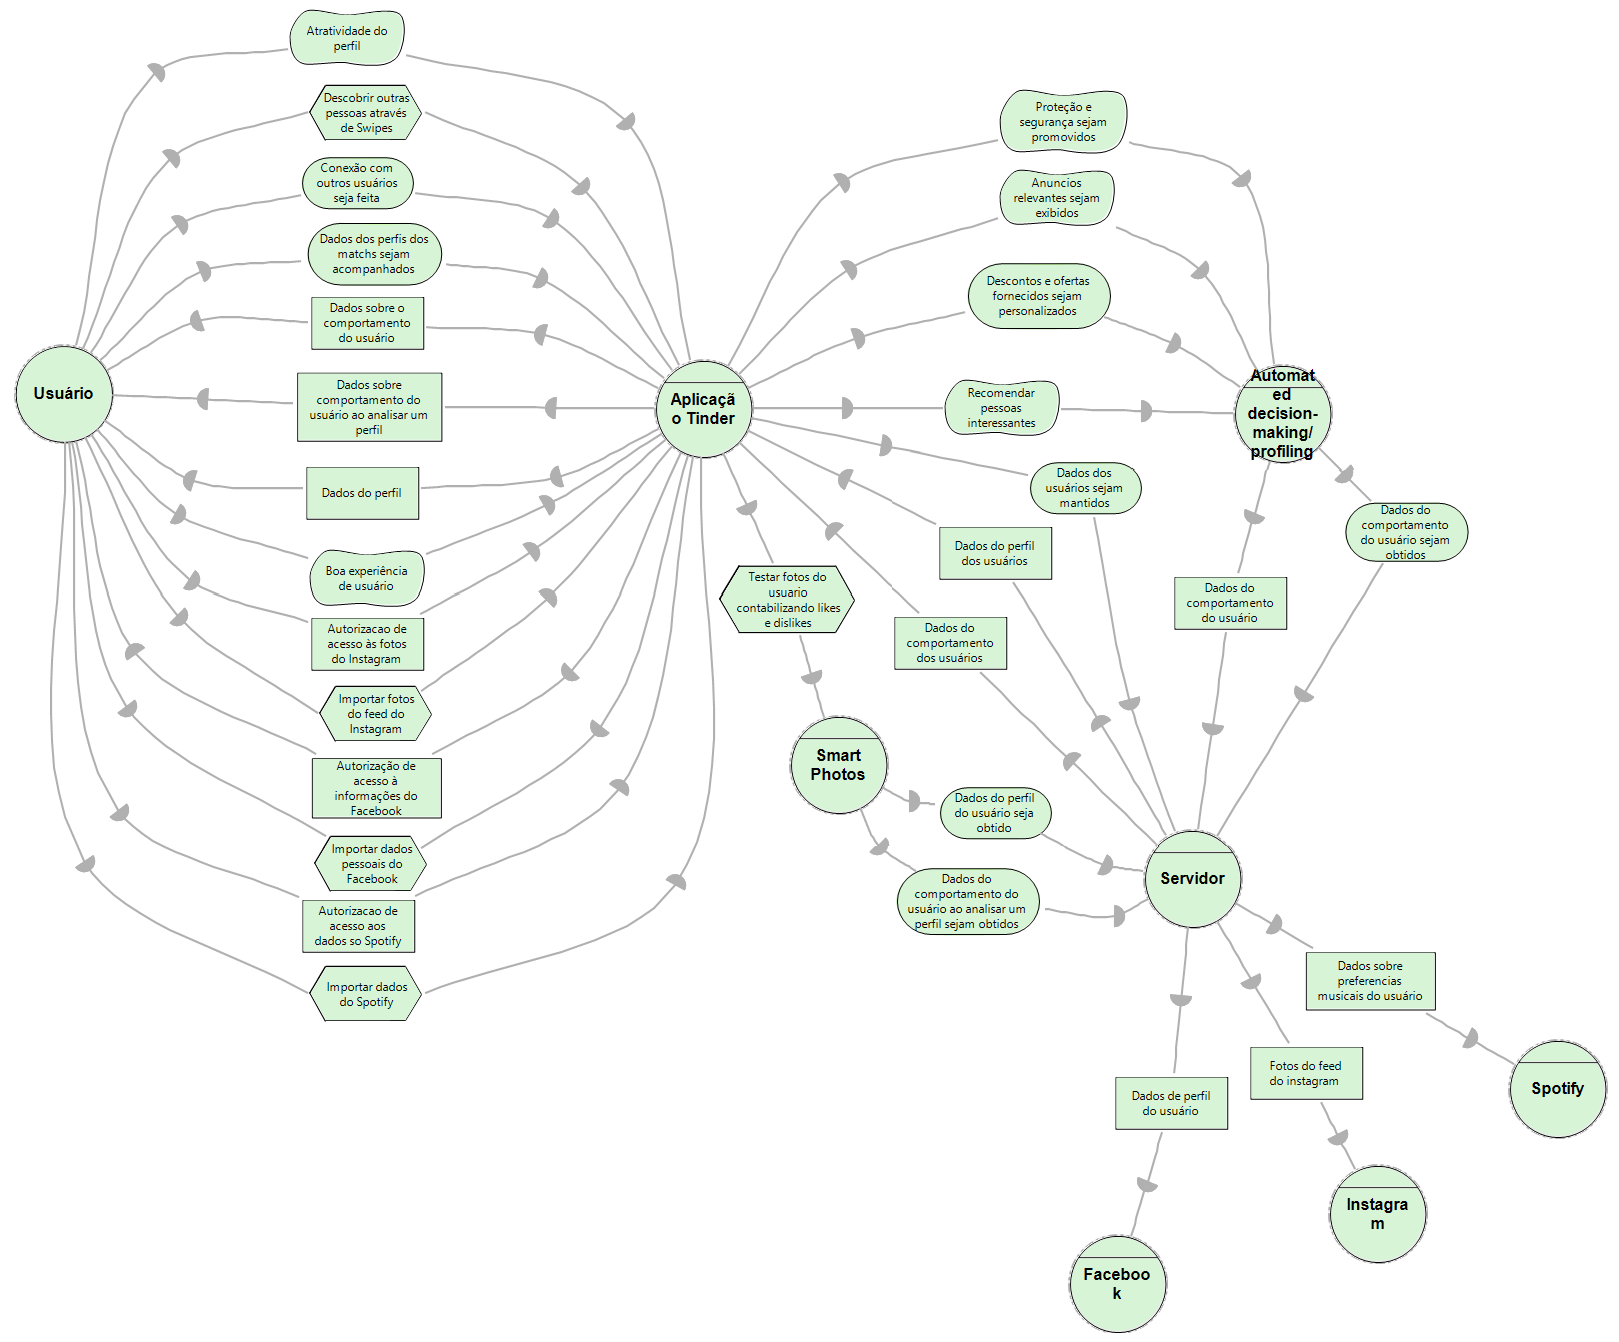 Atratividade do
perfil
Descobrir outras
pessoas através
de Swipes
Conexão com
outros usuários
seja feita
Dados dos perfis dos
matchs sejam
acompanhados
Dados sobre o
comportamento
do usuário
Usuário
Dados sobre
comportamento do
usuário ao analisar um
perfil
Dados do perfil
Boa experiência
de usuário
Autorizacao de
acesso às fotos
do Instagram
Importar fotos
do feed do
Instagram
Autorização de
acesso à
informações do
Facebook
Importar dados
pessoais do
Facebook
Autorizacao de
acesso aos
dados so Spotify
Importar dados
do Spotify
Aplicaçã
o Tinder
Proteção e
segurança sejam
promovidos
Anuncios
relevantes sejam
exibidos
Descontos e ofertas
fornecidos sejam
personalizados
Recomendar
pessoas
interessantes
Automat
ed
decision-
making/
profiling
Dados dos
usuários sejam
mantidos
Dados do perfil
dos usuários
Dados do
comportamento
do usuário sejam
obtidos
Testar fotos do
usuario
contabilizando likes
e dislikes
Dados do
comportamento
dos usuários
Dados do
comportamento
do usuário
Smart
Photos
Dados do perfil
do usuário seja
obtido
Dados do
comportamento do
usuário ao analisar um
perfil sejam obtidos
Servidor
Dados sobre
preferencias
musicais do usuário
Fotos do feed
do instagram
Dados de perfil
do usuário
Spotify
Instagra
m
Faceboo
k